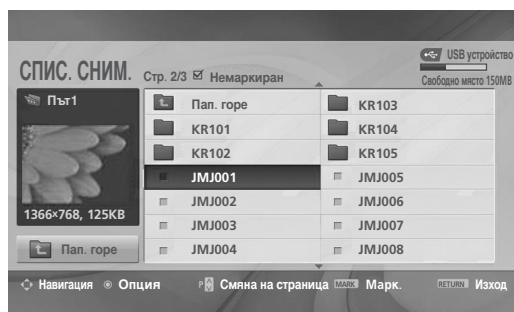 USB устройство
СПИС. СНИМ. Стр. 2/3 Немаркиран
Свободно място 150MB
Път1
1366×768, 125KB
Пап. горе
Пап. горе KR103
KR101 KR104
KR102 KR105
JMJ001 JMJ005
JMJ002 JMJ006
JMJ003 JMJ007
JMJ004 JMJ008
Навигация Опция P Смяна на страница MARK Марк. RETURN Изход